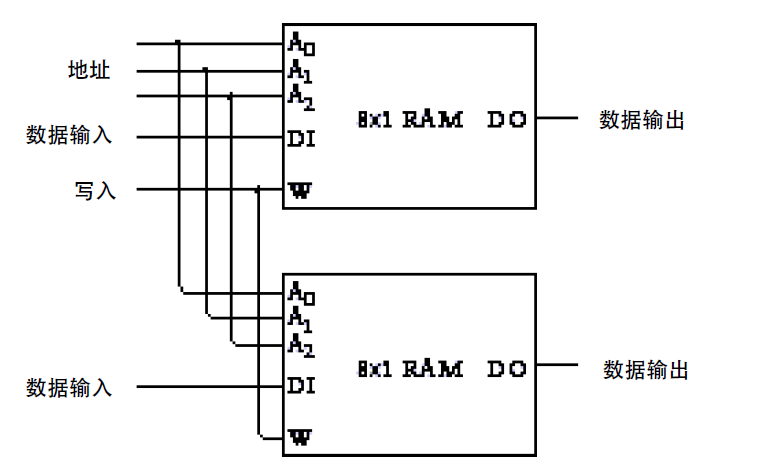 A0
地址 A1
A2
8x1 RAM DO 数据输出
数据输入 DI
写入 W
A0
A1
A2
8x1 RAM DO 数据输出
数据输入 DI
W